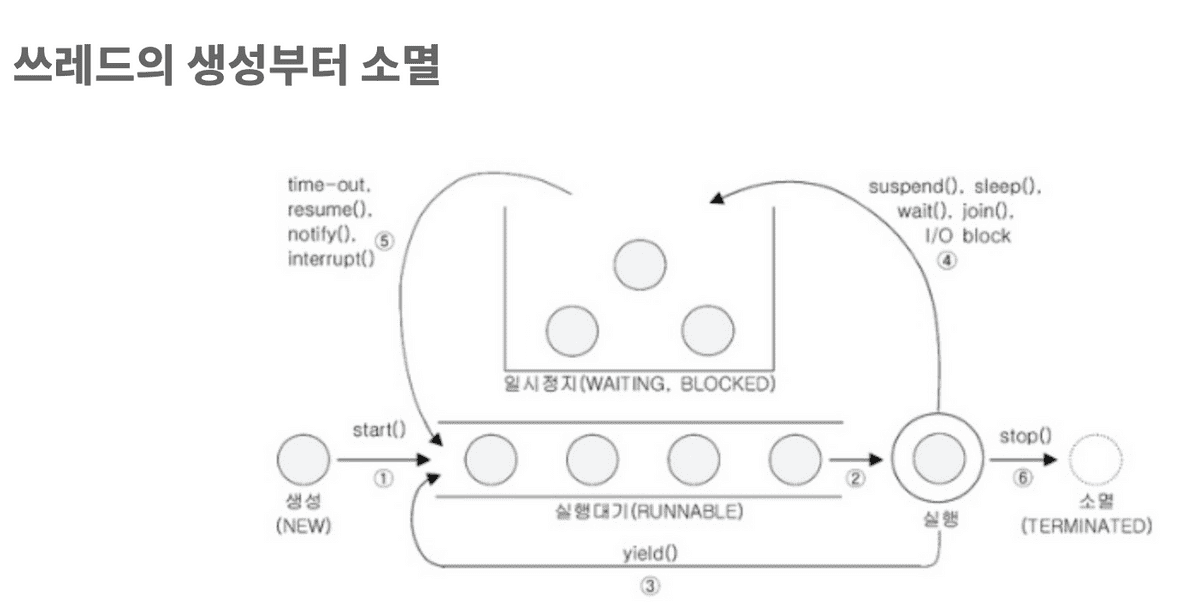 쓰레드의 생성부터 소멸
time-out,
resume(),
notify(), ⑤
interrupt()
suspend(), sleep(),
wait(), join(),
I/O block
④
일시정지(WAITING, BLOCKED)
start()
①
②
stop()
⑥
생성
(NEW)
실행대기(RUNNABLE)
실행
소멸
(TERMINATED)
yield()
③